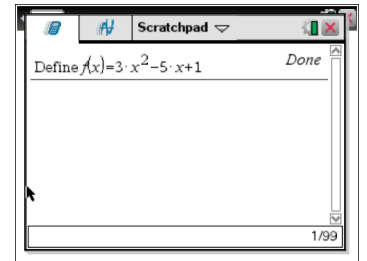 Scratchpad
Define f(x)=3·x²−5·x+1 Done
1/99